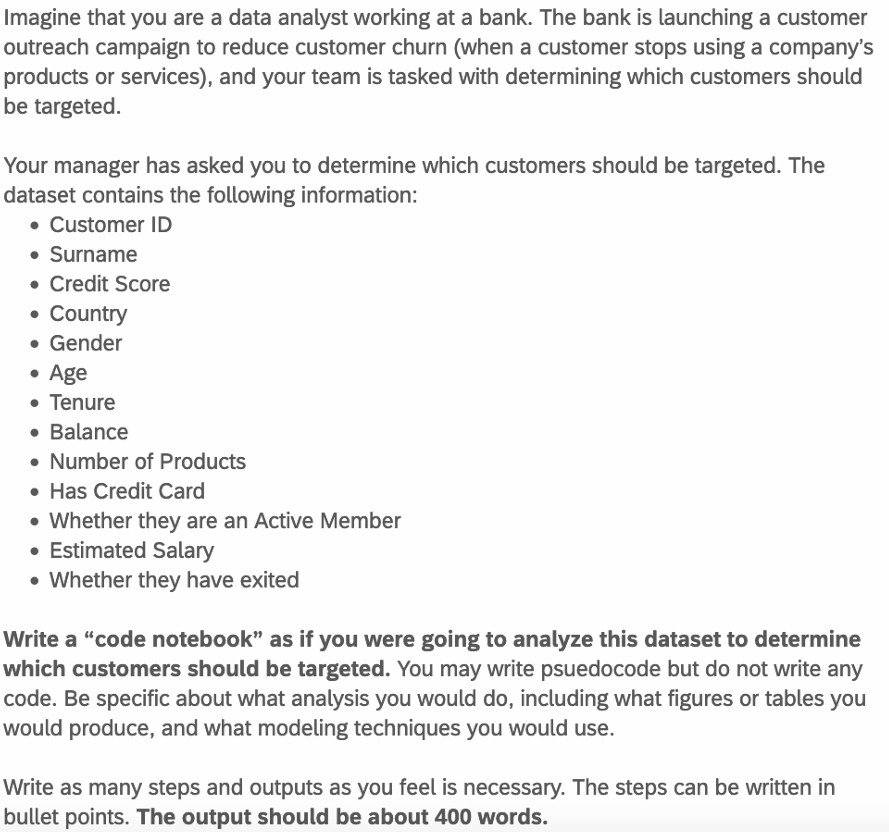 Imagine that you are a data analyst working at a bank. The bank is launching a customer
outreach campaign to reduce customer churn (when a customer stops using a company's
products or services), and your team is tasked with determining which customers should
be targeted.
Your manager has asked you to determine which customers should be targeted. The
dataset contains the following information:
• Customer ID
• Surname
• Credit Score
• Country
• Gender
• Age
• Tenure
• Balance
• Number of Products
• Has Credit Card
• Whether they are an Active Member
• Estimated Salary
• Whether they have exited
Write a “code notebook” as if you were going to analyze this dataset to determine
which customers should be targeted. You may write psuedocode but do not write any
code. Be specific about what analysis you would do, including what figures or tables you
would produce, and what modeling techniques you would use.
Write as many steps and outputs as you feel is necessary. The steps can be written in
bullet points. The output should be about 400 words.